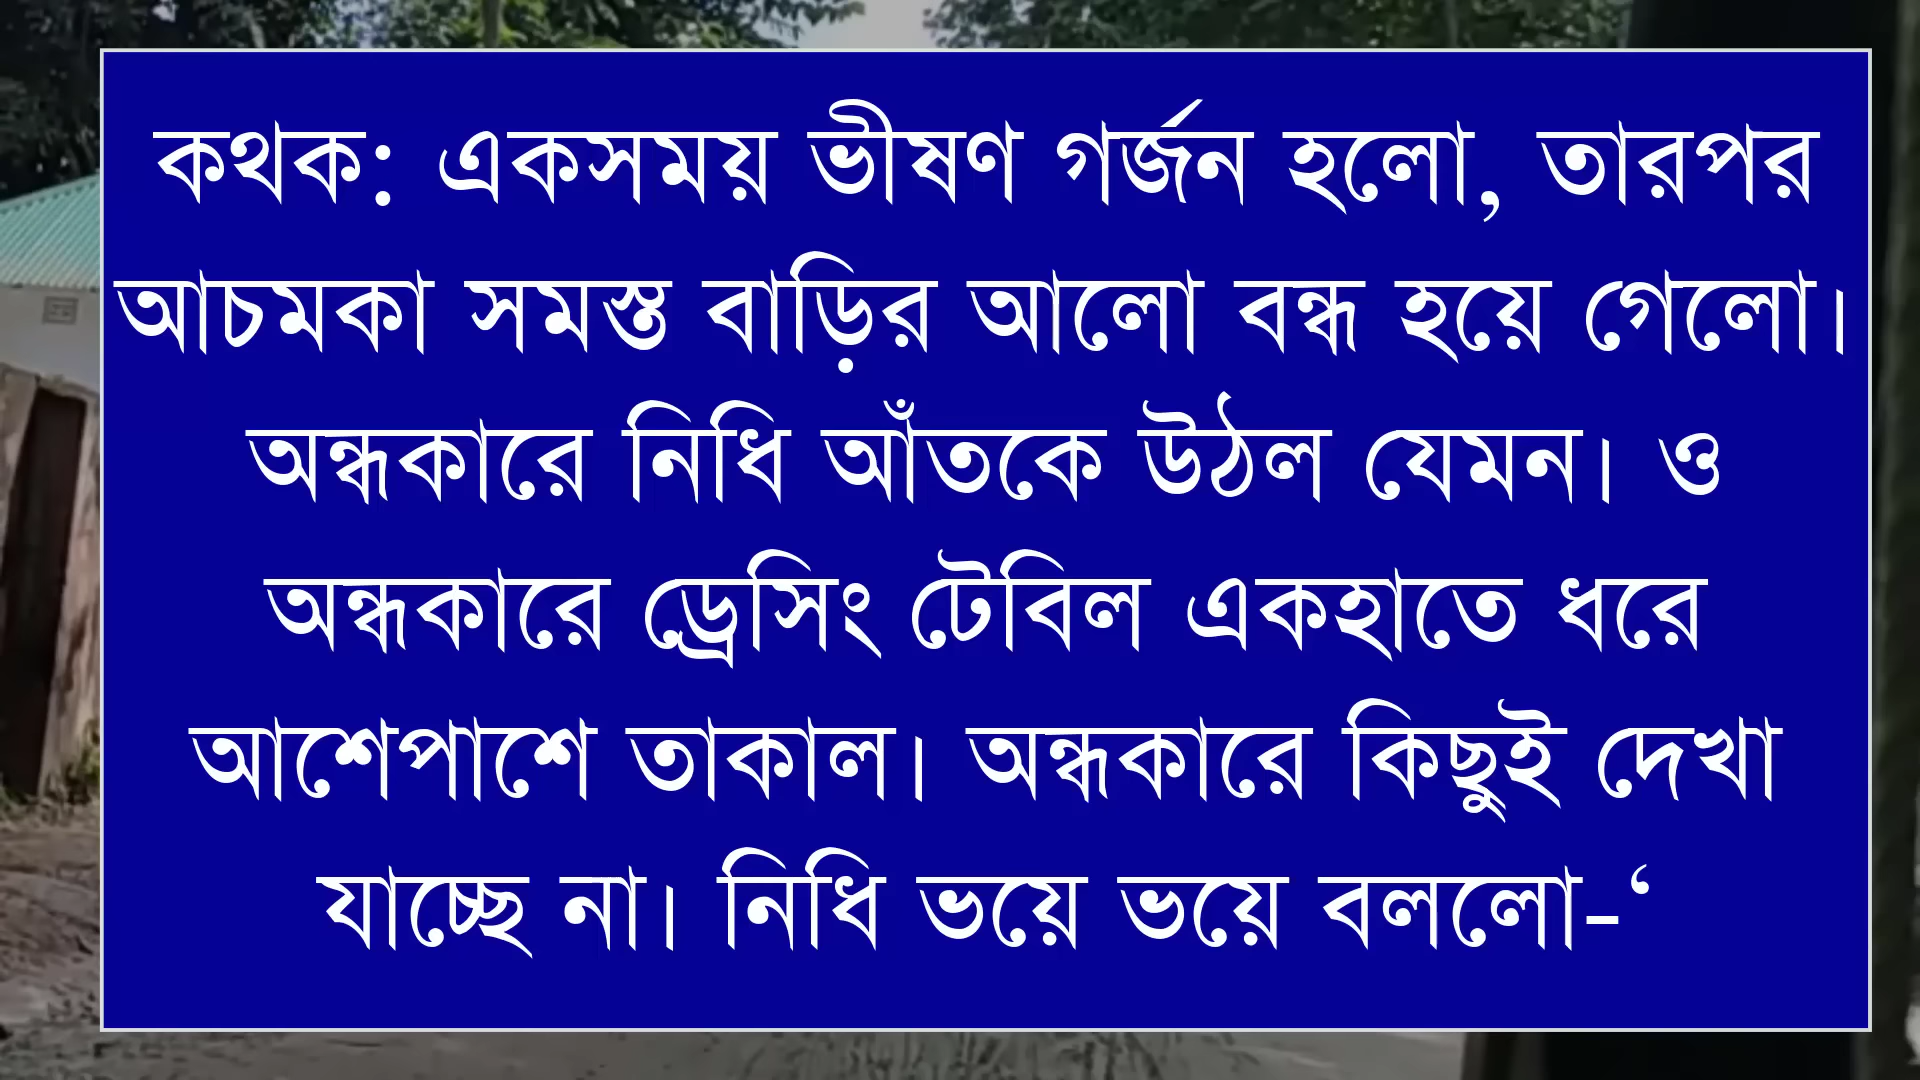 কথক: একসময় ভীষণ গর্জন হলো, তারপর
আচমকা সমস্ত বাড়ির আলো বন্ধ হয়ে গেলো।
অন্ধকারে নিধি আঁতকে উঠল যেমন। ও
অন্ধকারে ড্রেসিং টেবিল একহাতে ধরে
আশেপাশে তাকাল। অন্ধকারে কিছুই দেখা
যাচ্ছে না। নিধি ভয়ে ভয়ে বললো-‘